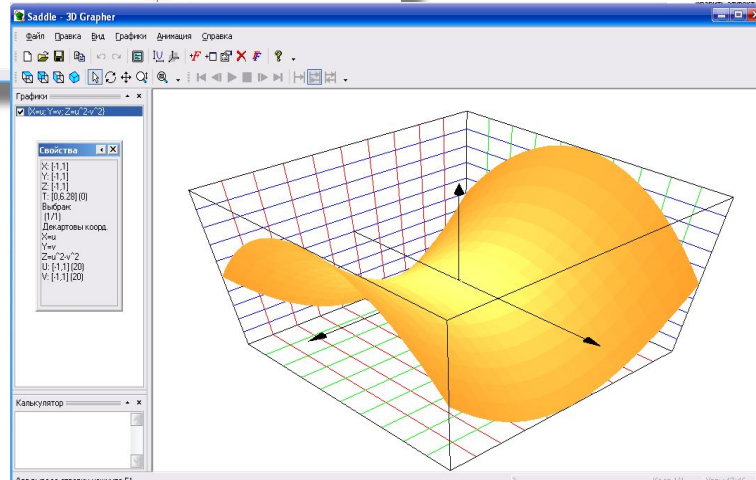 Saddle - 3D Grapher
Файл Правка Вид Графики Анимация Справка
Графики
{X=u; Y=v; Z=u^2-v^2}
Свойства
X: [-1,1]
Y: [-1,1]
Z: [-1,1]
T: [0,6.28] (0)
Выбран:
(1/1)
Декартовы коорд.
X=u
Y=v
Z=u^2-v^2
U: [-1,1] (20)
V: [-1,1] (20)
Калькулятор